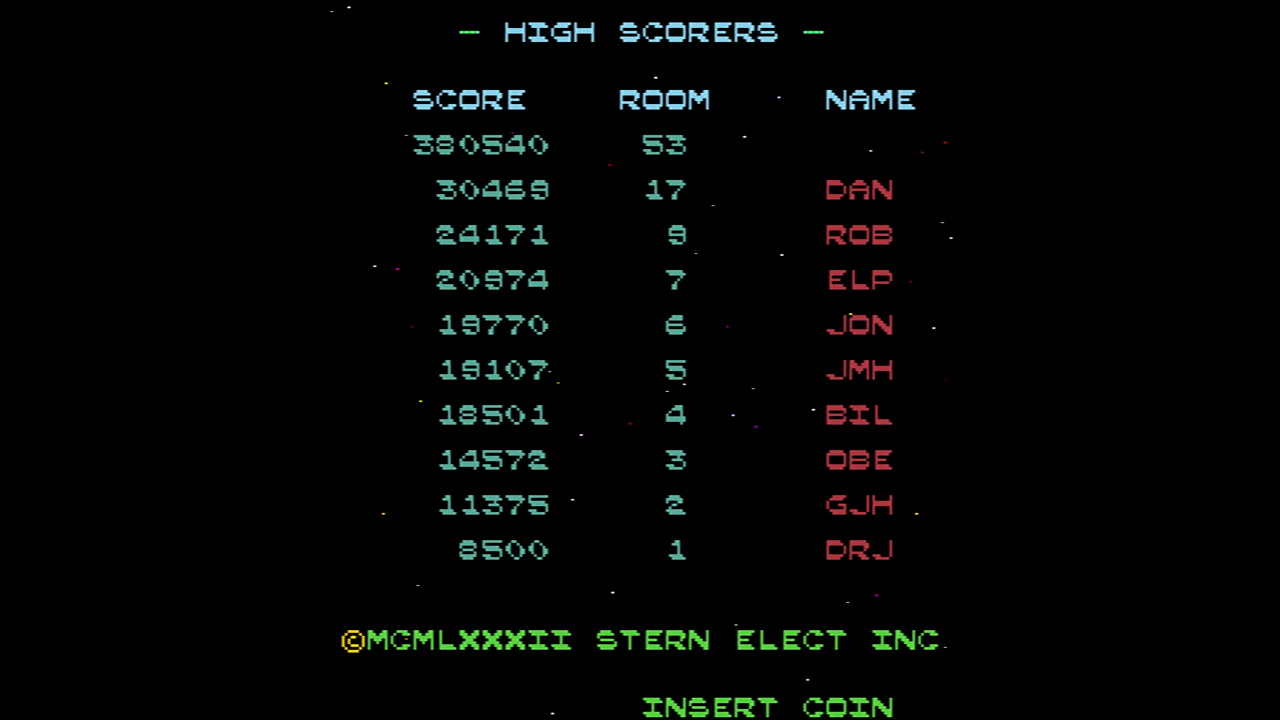 — HIGH SCORERS —
SCORE ROOM NAME
380540 53
30469 17 DAN
24171 9 ROB
20974 7 ELP
19770 6 JON
19107 5 JMH
18501 4 BIL
14572 3 OBE
11375 2 GJH
8500 1 DRJ
©MCMLXXXII STERN ELECT INC
INSERT COIN